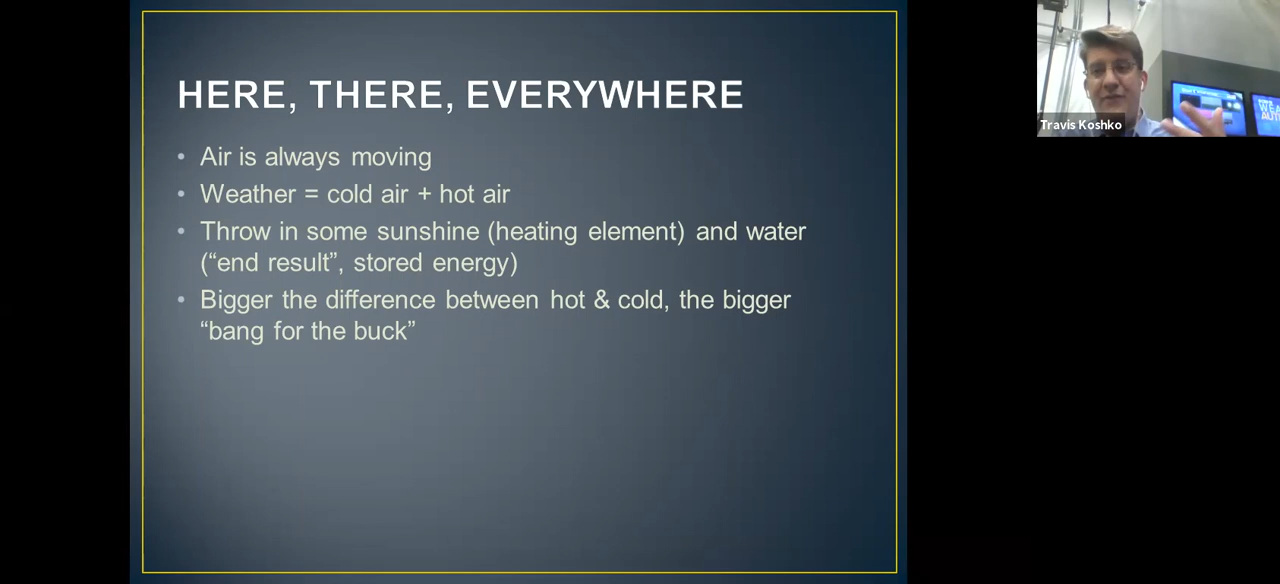 HERE, THERE, EVERYWHERE
• Air is always moving
• Weather = cold air + hot air
• Throw in some sunshine (heating element) and water
(“end result”, stored energy)
• Bigger the difference between hot & cold, the bigger
“bang for the buck”
Travis Koshko